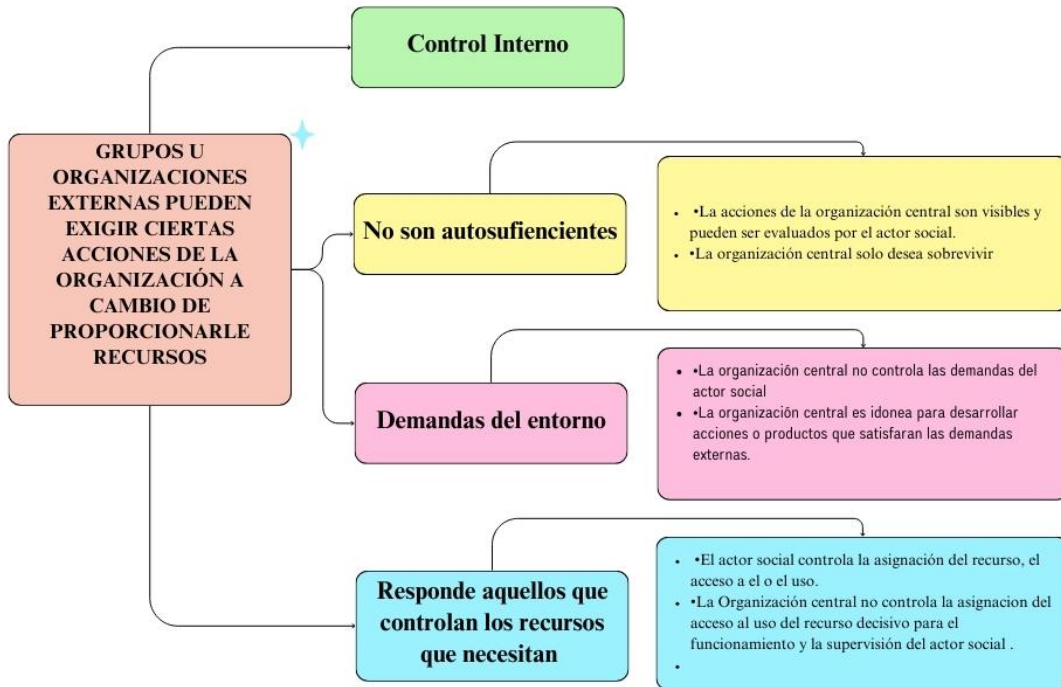 Control Interno
GRUPOS U
ORGANIZACIONES
EXTERNAS PUEDEN
EXIGIR CIERTAS
ACCIONES DE LA
ORGANIZACIÓN A
CAMBIO DE
PROPORCIONARLE
RECURSOS
No son autosufiencientes
• •La acciones de la organización central son visibles y
pueden ser evaluados por el actor social.
• •La organización central solo desea sobrevivir
Demandas del entorno
• •La organización central no controla las demandas del
actor social
• •La organización central es idonea para desarrollar
acciones o productos que satisfaran las demandas
externas.
Responde aquellos que
controlan los recursos
que necesitan
• •El actor social controla la asignación del recurso, el
acceso a el o el uso.
• •La Organización central no controla la asignacion del
acceso al uso del recurso decisivo para el
funcionamiento y la supervisión del actor social .
•